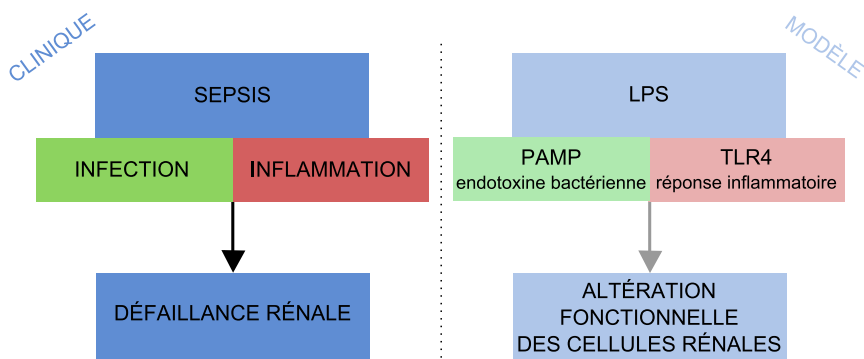 CLINIQUE
SEPSIS
INFECTION
INFLAMMATION
DÉFAILLANCE RÉNALE
MODÈLE
LPS
PAMP
endotoxine bactérienne
TLR4
réponse inflammatoire
ALTÉRATION
FONCTIONNELLE
DES CELLULES RÉNALES